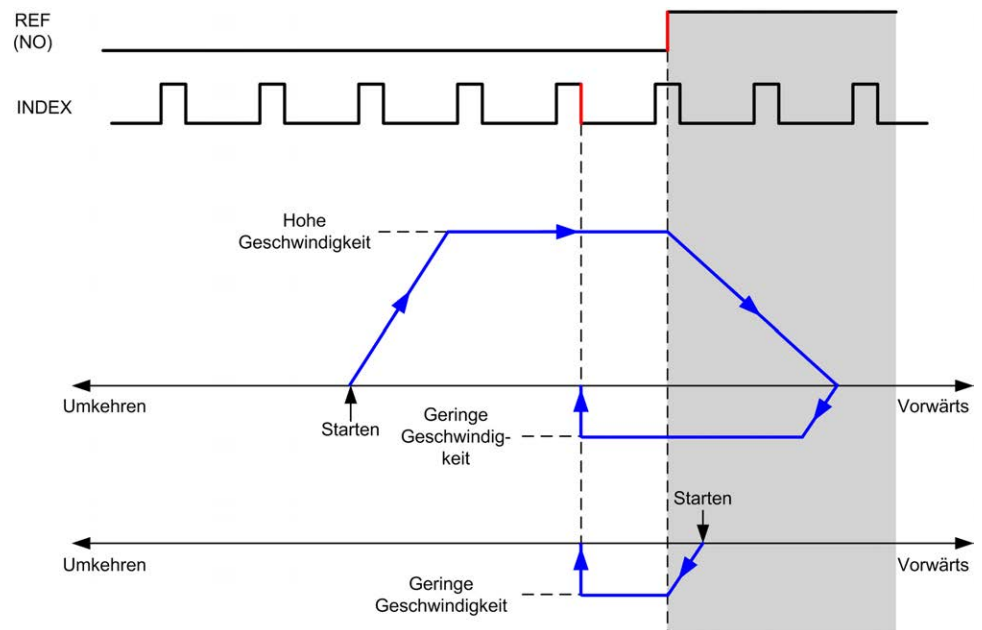 REF
(NO)
INDEX
Hohe
Geschwindigkeit
Umkehren
Vorwärts
Starten
Geringe
Geschwindig-
keit
Starten
Umkehren
Vorwärts
Geringe
Geschwindigkeit